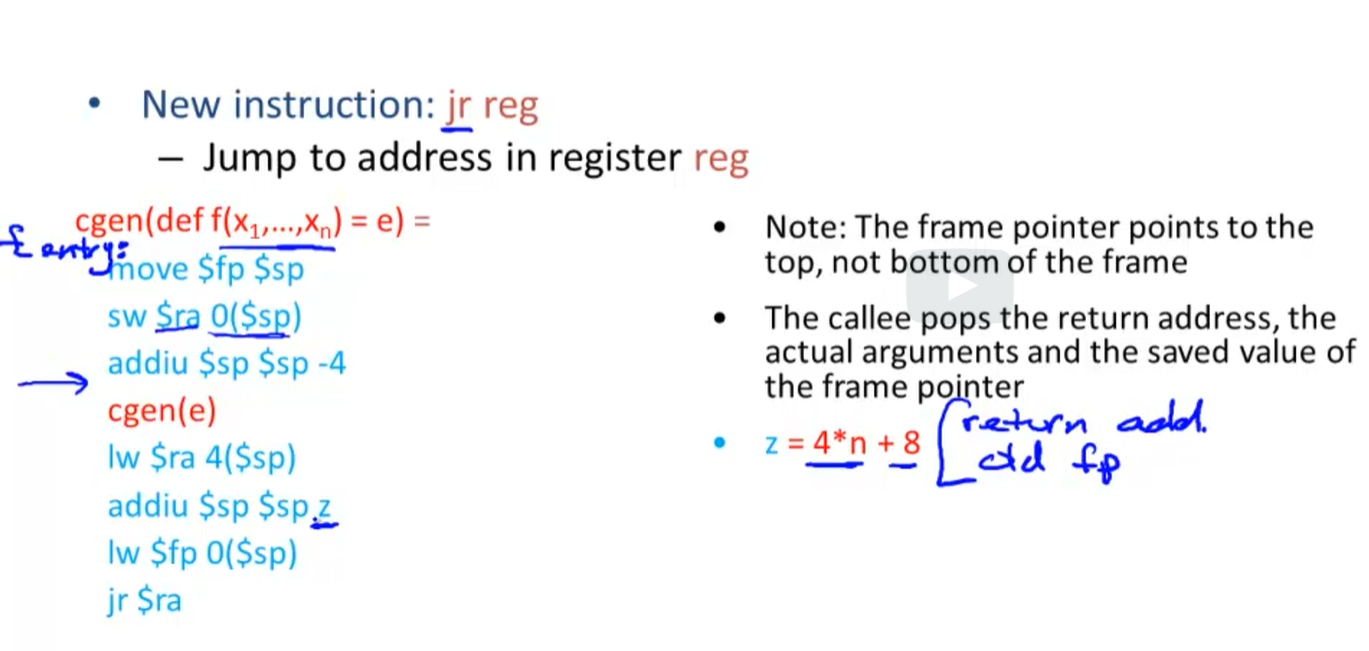 • New instruction: jr reg
– Jump to address in register reg
cgen(def f(x₁,...,xₙ) = e) =
f entry:
move $fp $sp
sw $ra 0($sp)
addiu $sp $sp -4
cgen(e)
lw $ra 4($sp)
addiu $sp $sp z
lw $fp 0($sp)
jr $ra
• Note: The frame pointer points to the
top, not bottom of the frame
• The callee pops the return address, the
actual arguments and the saved value of
the frame pointer
• z = 4*n + 8
return add.
old fp